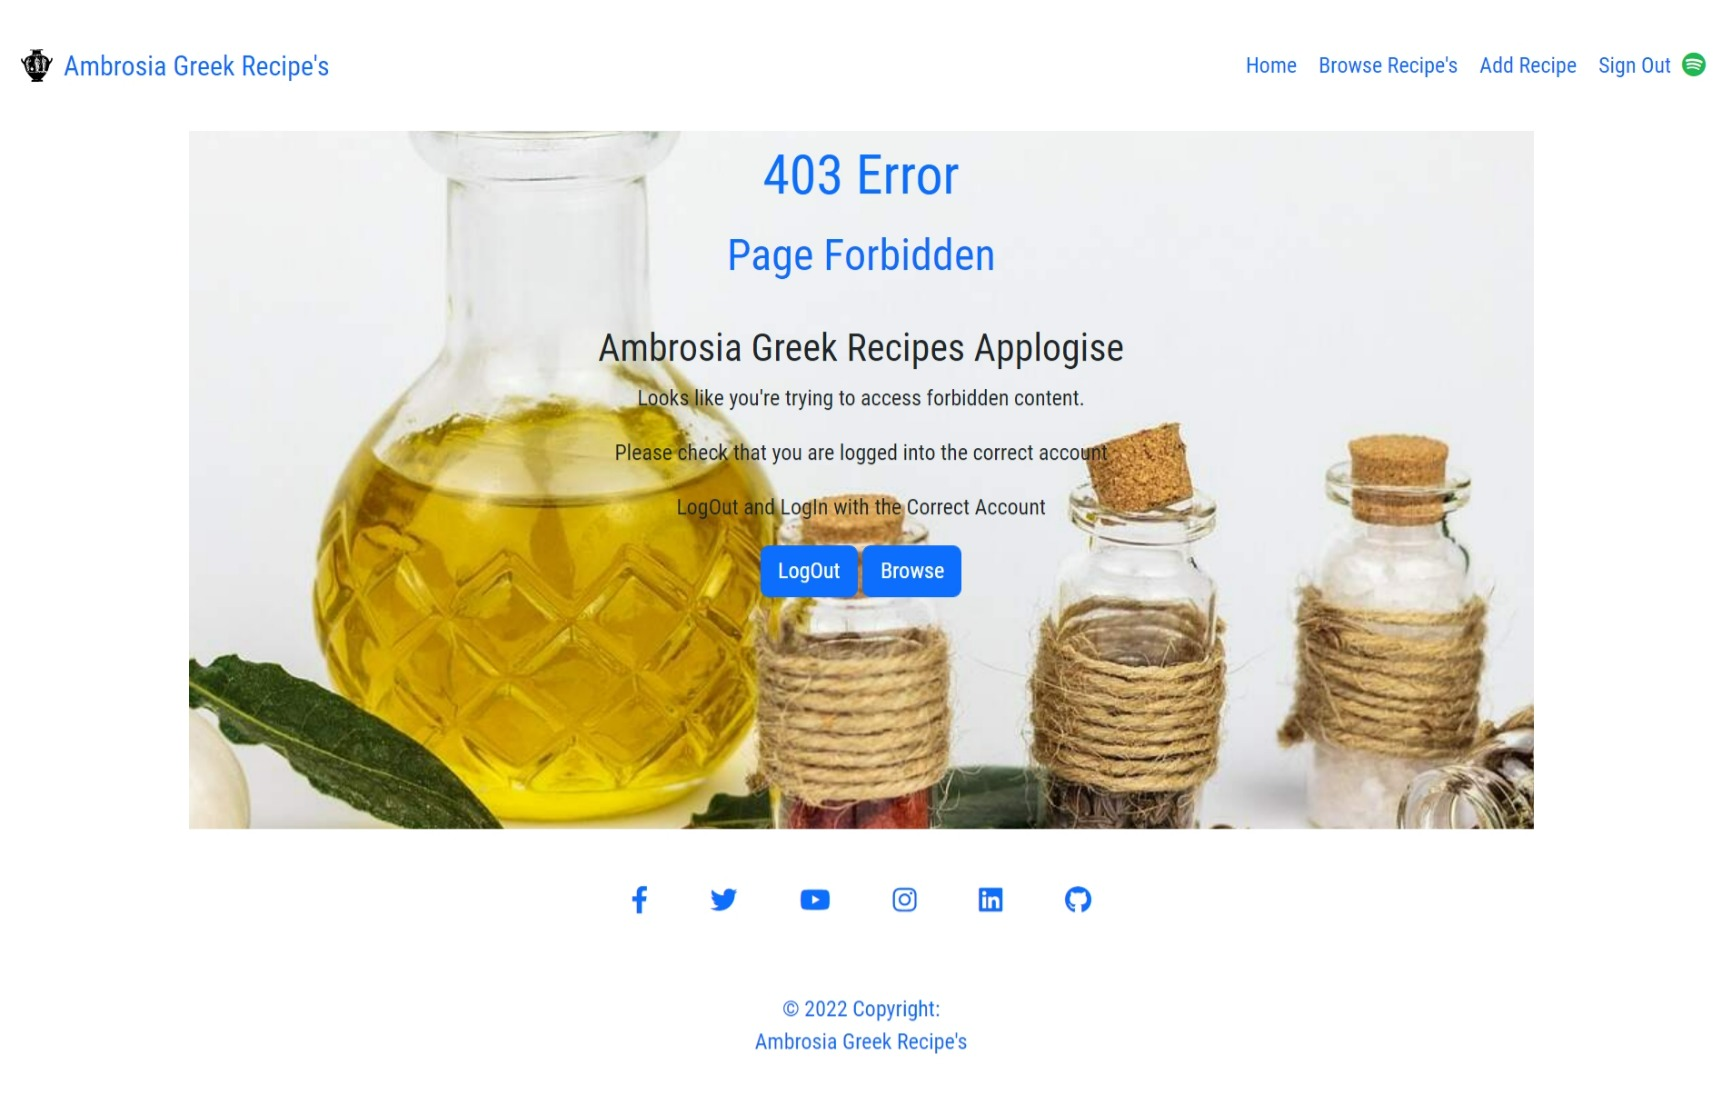 Ambrosia Greek Recipe's
Home Browse Recipe's Add Recipe Sign Out
403 Error
Page Forbidden
Ambrosia Greek Recipes Applogise
Looks like you're trying to access forbidden content.
Please check that you are logged into the correct account
LogOut and LogIn with the Correct Account
LogOut Browse
© 2022 Copyright:
Ambrosia Greek Recipe's